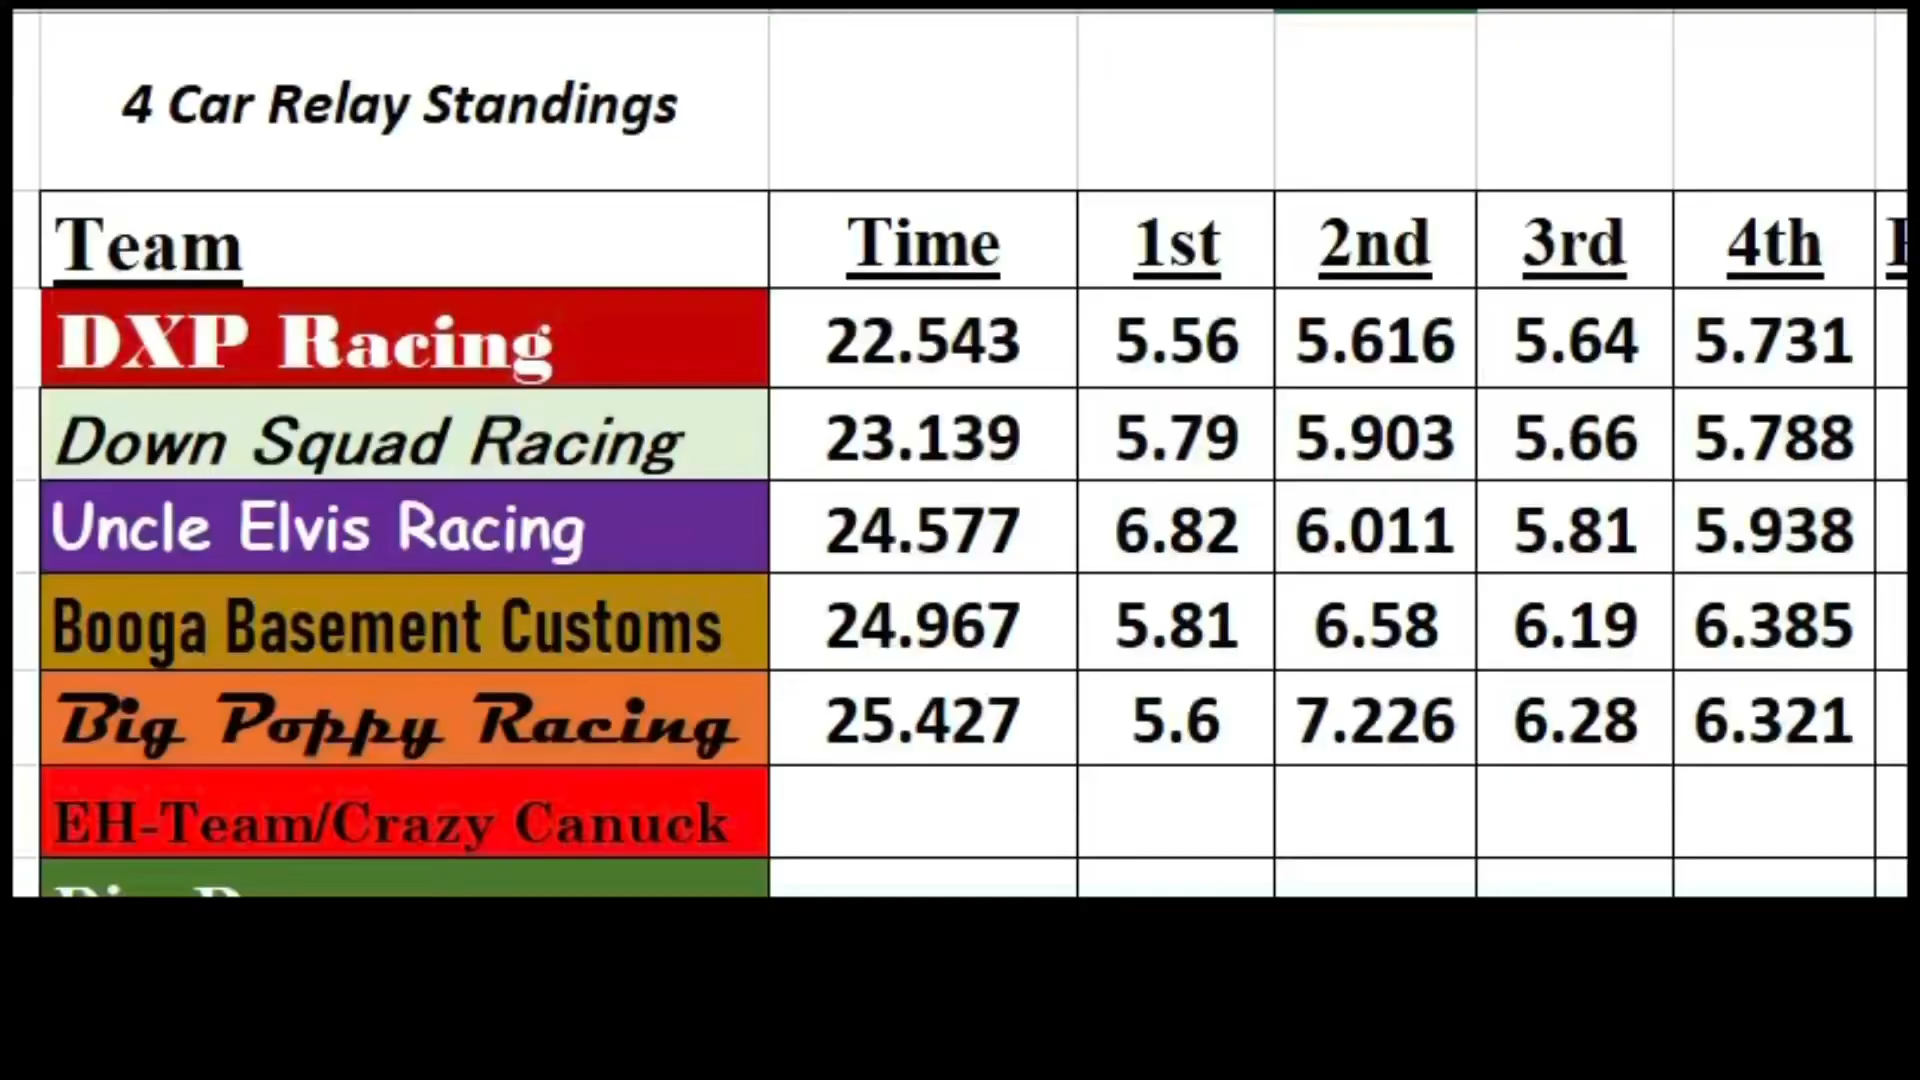 4 Car Relay Standings
Team Time 1st 2nd 3rd 4th
DXP Racing 22.543 5.56 5.616 5.64 5.731
Down Squad Racing 23.139 5.79 5.903 5.66 5.788
Uncle Elvis Racing 24.577 6.82 6.011 5.81 5.938
Booga Basement Customs 24.967 5.81 6.58 6.19 6.385
Big Poppy Racing 25.427 5.6 7.226 6.28 6.321
EH-Team/Crazy Canuck